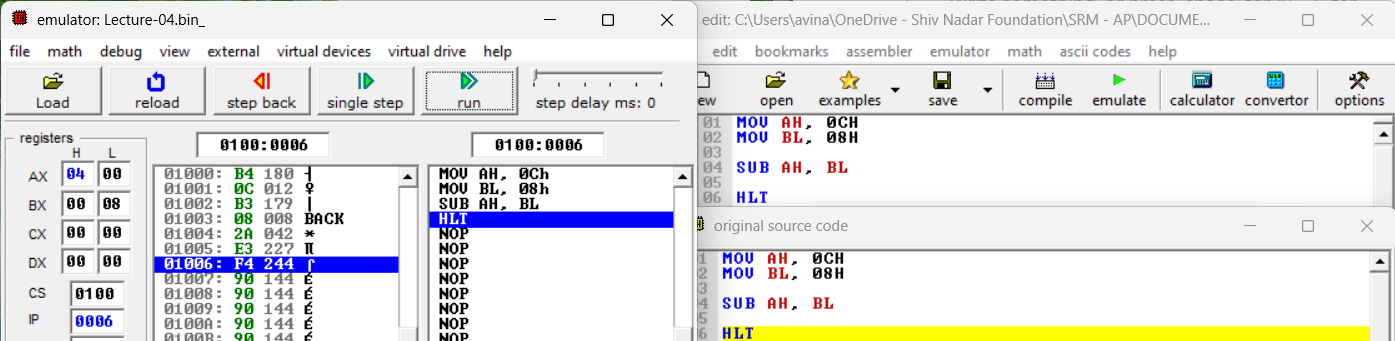 emulator: Lecture-04.bin_
file math debug view external virtual devices virtual drive help
Load reload step back single step run step delay ms: 0
registers
H L
AX 04 00
BX 00 08
CX 00 00
DX 00 00
CS 0100
IP 0006
0100:0006
01000: B4 180 ┤
01001: 0C 012 ♀
01002: B3 179 │
01003: 08 008 BACK
01004: 2A 042 *
01005: E3 227 π
01006: F4 244 ⌠
01007: 90 144 É
01008: 90 144 É
01009: 90 144 É
0100A: 90 144 É
0100B: 90 144 É
0100:0006
MOV AH, 0Ch
MOV BL, 08h
SUB AH, BL
HLT
NOP
NOP
NOP
NOP
NOP
NOP
NOP
NOP
edit: C:\Users\avina\OneDrive - Shiv Nadar Foundation\SRM - AP\DOCUME...
edit bookmarks assembler emulator math ascii codes help
ew open examples save compile emulate calculator convertor options
01 MOV AH, 0CH
02 MOV BL, 08H
03
04 SUB AH, BL
05
06 HLT
original source code
1 MOV AH, 0CH
2 MOV BL, 08H
3
4 SUB AH, BL
5
6 HLT